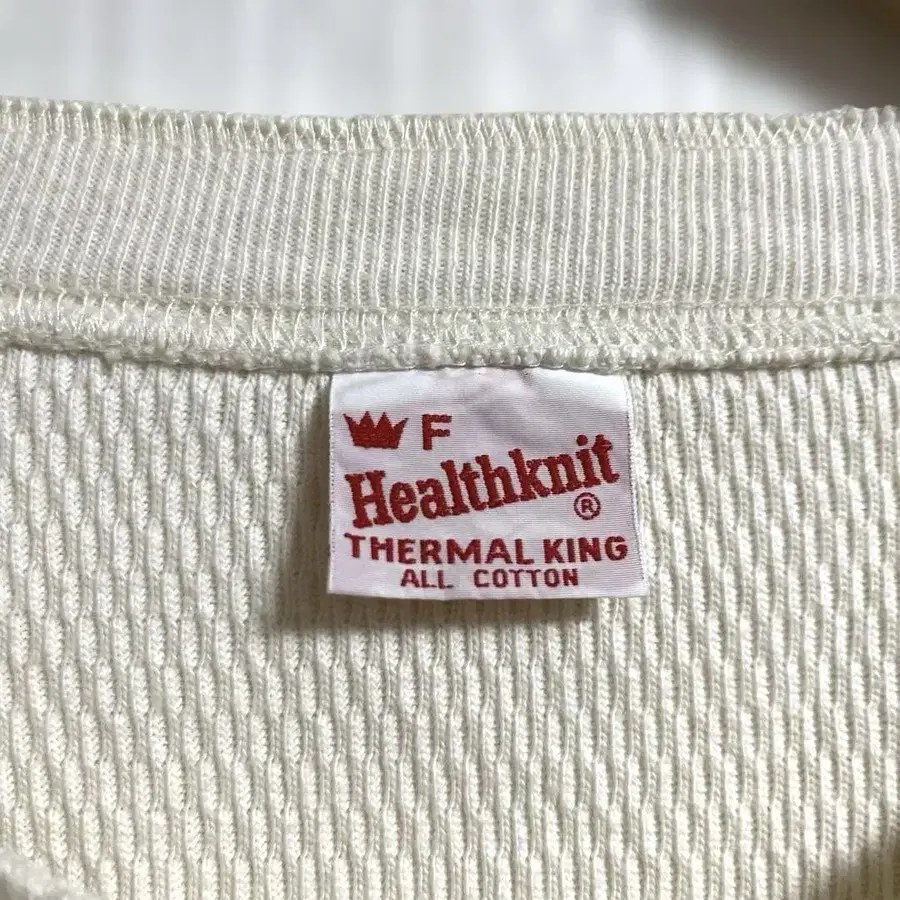 F
Healthknit
®
THERMAL KING
ALL COTTON